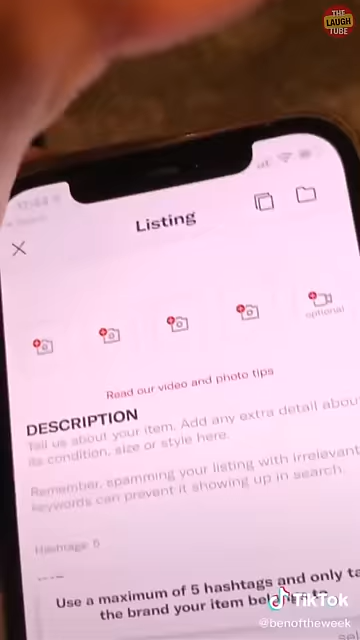 THE
LAUGH
TUBE
Listing
optional
Read our video and photo tips
DESCRIPTION
Tell us about your item. Add any extra detail about
its condition, size or style here.
Remember, spamming your listing with irrelevant
keywords can prevent it showing up in search.
Hashtags: 5
Use a maximum of 5 hashtags and only ta
the brand your item
TikTok
@benoftheweek